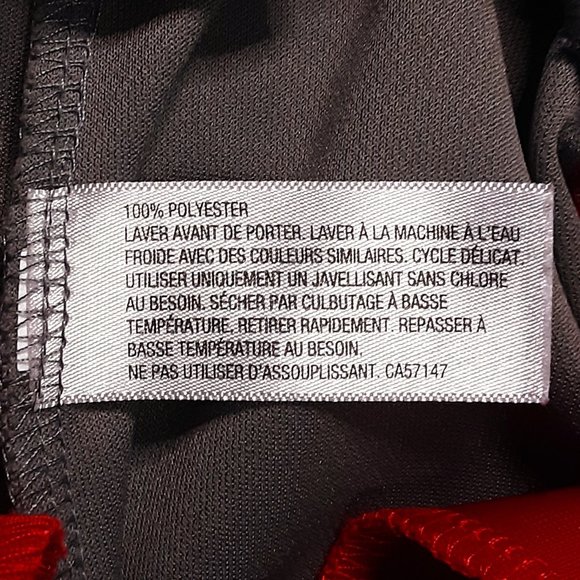 100% POLYESTER
LAVER AVANT DE PORTER. LAVER À LA MACHINE À L'EAU
FROIDE AVEC DES COULEURS SIMILAIRES. CYCLE DÉLICAT.
UTILISER UNIQUEMENT UN JAVELLISANT SANS CHLORE
AU BESOIN. SÉCHER PAR CULBUTAGE À BASSE
TEMPÉRATURE, RETIRER RAPIDEMENT. REPASSER À
BASSE TEMPÉRATURE AU BESOIN,
NE PAS UTILISER D'ASSOUPLISSANT. CA57147